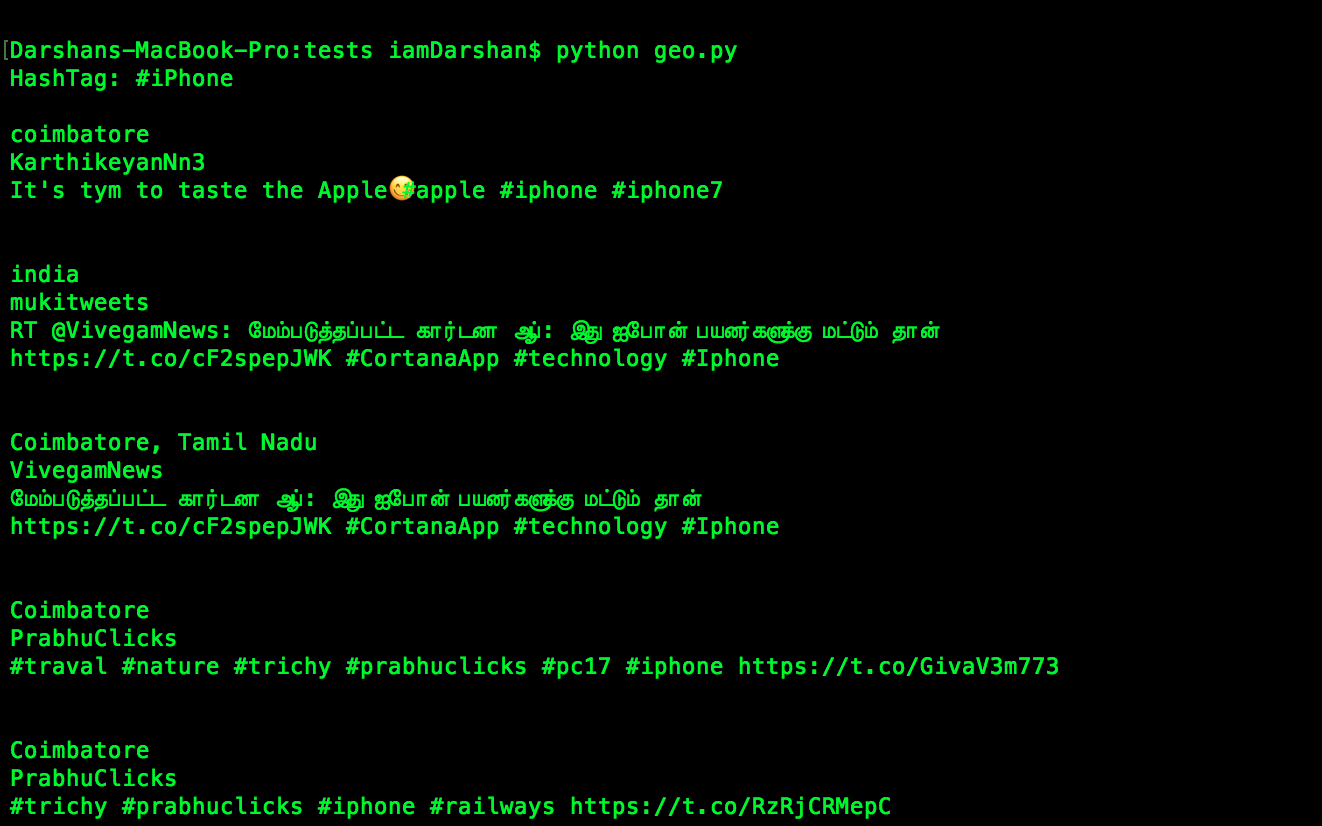 Darshans-MacBook-Pro:tests iamDarshan$ python geo.py
HashTag: #iPhone
coimbatore
KarthikeyanNn3
It's tym to taste the Apple😋#apple #iphone #iphone7
india
mukitweets
RT @VivegamNews: மேம்படுத்தப்பட்ட கார்டனா ஆப்: இது ஐபோன் பயனர்களுக்கு மட்டும் தான்
https://t.co/cF2spepJWK #CortanaApp #technology #Iphone
Coimbatore, Tamil Nadu
VivegamNews
மேம்படுத்தப்பட்ட கார்டனா ஆப்: இது ஐபோன் பயனர்களுக்கு மட்டும் தான்
https://t.co/cF2spepJWK #CortanaApp #technology #Iphone
Coimbatore
PrabhuClicks
#traval #nature #trichy #prabhuclicks #pc17 #iphone https://t.co/GivaV3m773
Coimbatore
PrabhuClicks
#trichy #prabhuclicks #iphone #railways https://t.co/RzRjCRMepC